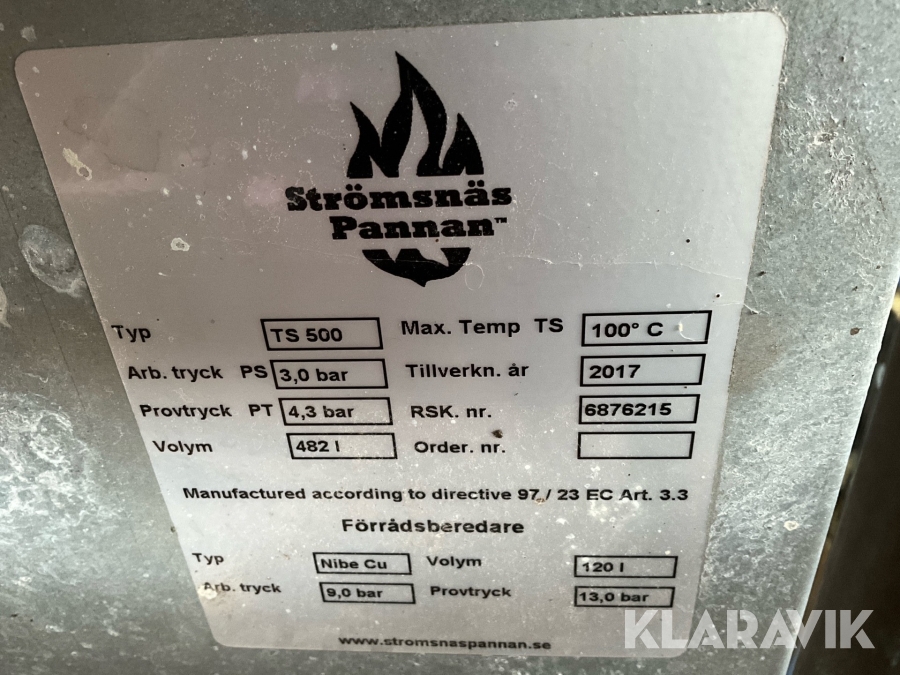 Strömsnäs
Pannan™
Typ TS 500 Max. Temp TS 100° C
Arb. tryck PS 3,0 bar Tillverkn. år 2017
Provtryck PT 4,3 bar RSK. nr. 6876215
Volym 482 l Order. nr.
Manufactured according to directive 97 / 23 EC Art. 3.3
Förrådsberedare
Typ Nibe Cu Volym 120 l
Arb. tryck 9,0 bar Provtryck 13,0 bar
www.stromsnaspannan.se
KLARAVIK